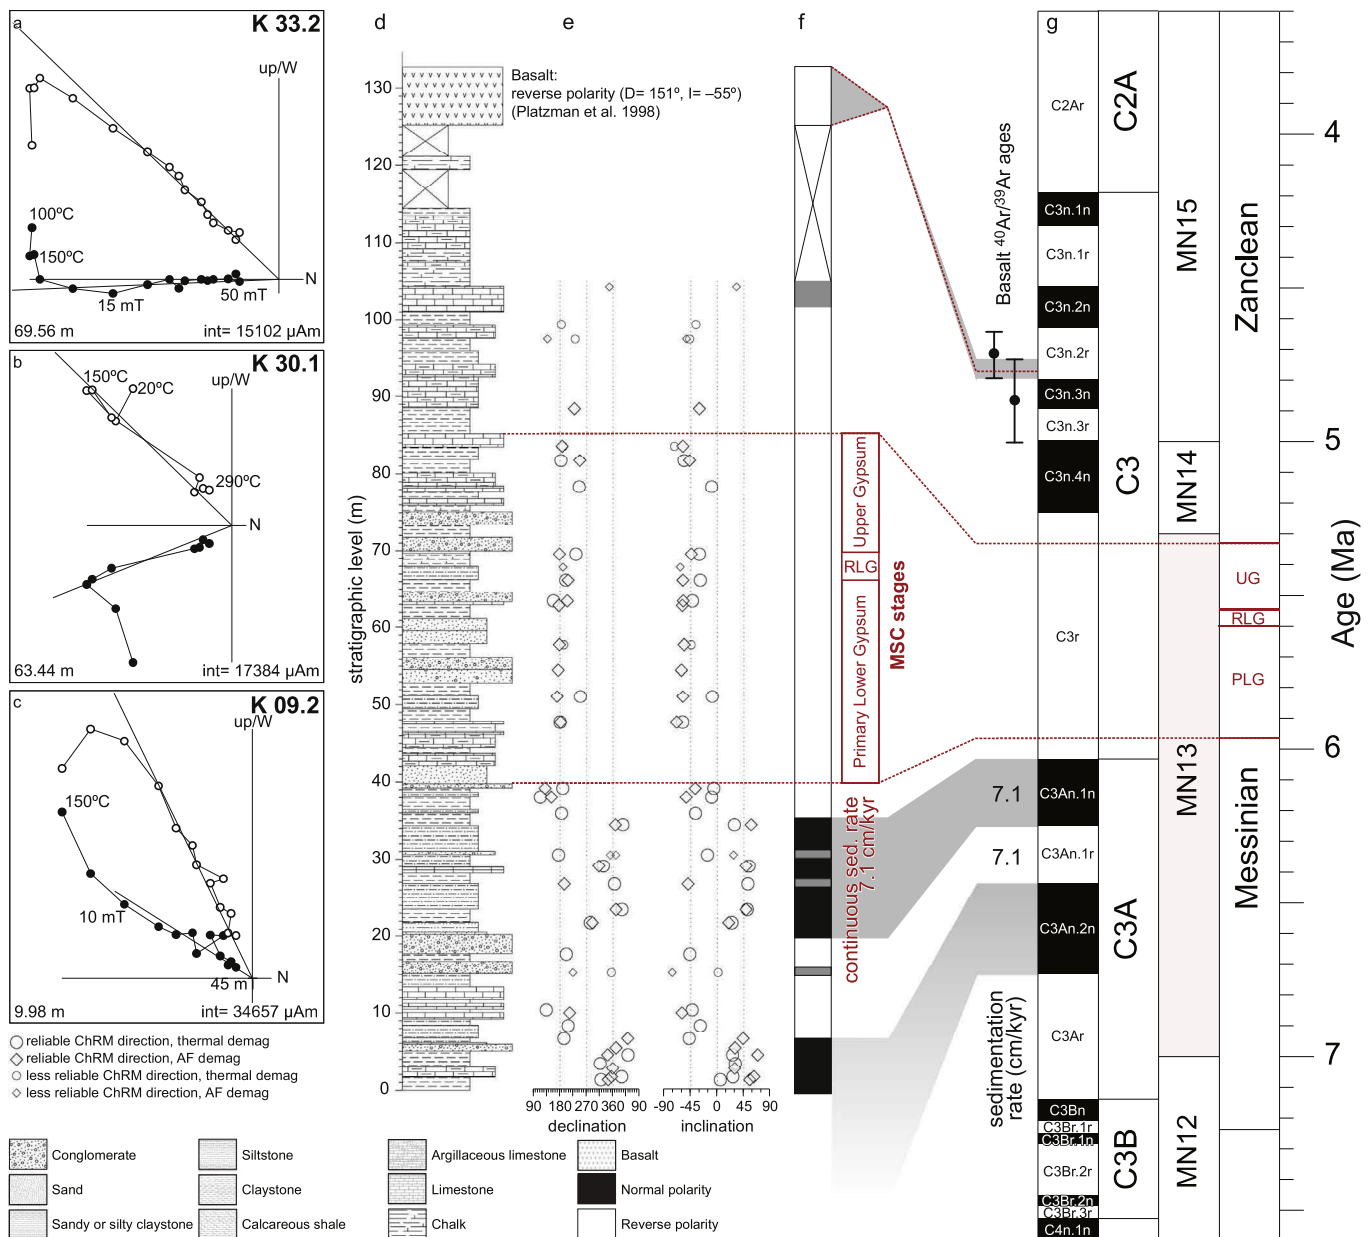 a
K 33.2
up/W
100ºC
150ºC
N
15 mT
50 mT
69.56 m
int= 15102 µAm
b
K 30.1
150ºC
20ºC
up/W
290ºC
N
63.44 m
int= 17384 µAm
c
K 09.2
up/W
150ºC
10 mT
N
45 m
9.98 m
int= 34657 µAm
reliable ChRM direction, thermal demag
reliable ChRM direction, AF demag
less reliable ChRM direction, thermal demag
less reliable ChRM direction, AF demag
d
e
f
g
Basalt:
reverse polarity (D= 151º, I= –55º)
(Platzman et al. 1998)
stratigraphic level (m)
130
120
110
100
90
80
70
60
50
40
30
20
10
0
90 180 270 360 90
declination
-90 -45 0 45 90
inclination
Upper Gypsum
RLG
Primary Lower Gypsum
MSC stages
continuous sed. rate
7.1 cm/kyr
Basalt 40Ar/39Ar ages
7.1
7.1
sedimentation
rate (cm/kyr)
C2Ar
C3n.1n
C3n.1r
C3n.2n
C3n.2r
C3n.3n
C3n.3r
C3n.4n
C3r
C3An.1n
C3An.1r
C3An.2n
C3Ar
C3Bn
C3Br.1r
C3Br.1n
C3Br.2r
C3Br.2n
C3Br.3r
C4n.1n
C2A
C3
C3A
C3B
MN15
MN14
MN13
MN12
Zanclean
UG
RLG
PLG
Messinian
4
5
6
7
Age (Ma)
Conglomerate
Sand
Sandy or silty claystone
Siltstone
Claystone
Calcareous shale
Argillaceous limestone
Limestone
Chalk
Basalt
Normal polarity
Reverse polarity